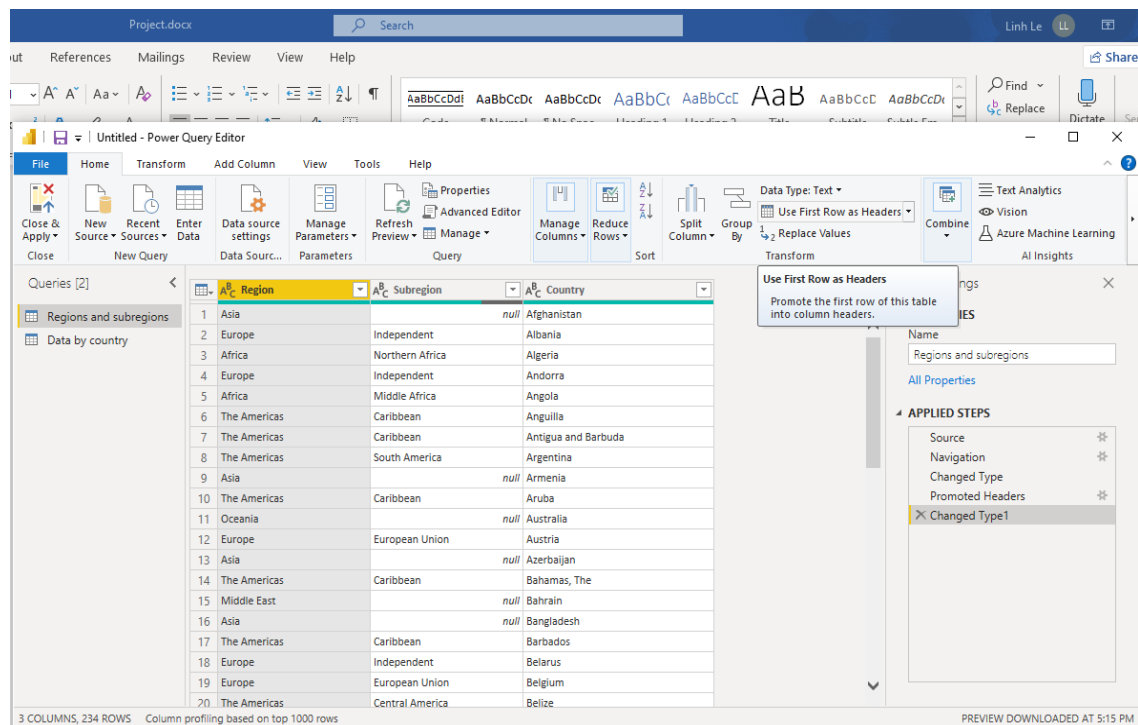 Project.docx
Search
Linh Le LL
References Mailings Review View Help
Share
Aa
AaBbCcDdI AaBbCcDc AaBbCcDc AaBbCc AaBbCcE AaB AaBbCcD AaBbCcDc
Find
Replace
Dictate
Untitled - Power Query Editor
File Home Transform Add Column View Tools Help
Close & Apply
New Source
Recent Sources
Enter Data
Data source settings
Manage Parameters
Refresh Preview
Properties
Advanced Editor
Manage
Manage Columns
Reduce Rows
Split Column
Group By
Data Type: Text
Use First Row as Headers
Replace Values
Combine
Text Analytics
Vision
Azure Machine Learning
Close New Query Data Sourc... Parameters Query Sort Transform AI Insights
Use First Row as Headers
Promote the first row of this table
into column headers.
Queries [2]
Regions and subregions
Data by country
Region Subregion Country
1 Asia null Afghanistan
2 Europe Independent Albania
3 Africa Northern Africa Algeria
4 Europe Independent Andorra
5 Africa Middle Africa Angola
6 The Americas Caribbean Anguilla
7 The Americas Caribbean Antigua and Barbuda
8 The Americas South America Argentina
9 Asia null Armenia
10 The Americas Caribbean Aruba
11 Oceania null Australia
12 Europe European Union Austria
13 Asia null Azerbaijan
14 The Americas Caribbean Bahamas, The
15 Middle East null Bahrain
16 Asia null Bangladesh
17 The Americas Caribbean Barbados
18 Europe Independent Belarus
19 Europe European Union Belgium
20 The Americas Central America Belize
Name
Regions and subregions
All Properties
APPLIED STEPS
Source
Navigation
Changed Type
Promoted Headers
Changed Type1
3 COLUMNS, 234 ROWS Column profiling based on top 1000 rows
PREVIEW DOWNLOADED AT 5:15 PM